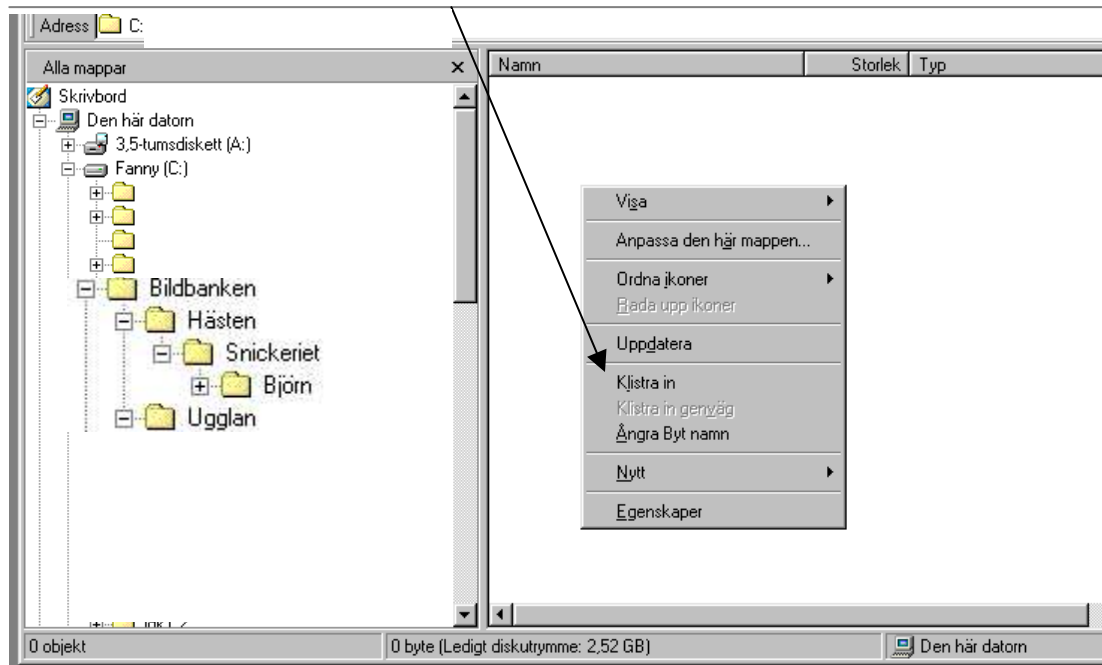 Adress C:
Alla mappar
Skrivbord
Den här datorn
3,5-tumsdiskett (A:)
Fanny (C:)
Bildbanken
Hästen
Snickeriet
Björn
Ugglan
Namn Storlek Typ
Visa
Anpassa den här mappen...
Ordna ikoner
Rada upp ikoner
Uppdatera
Klistra in
Klistra in genväg
Ångra Byt namn
Nytt
Egenskaper
0 objekt 0 byte (Ledigt diskutrymme: 2,52 GB) Den här datorn